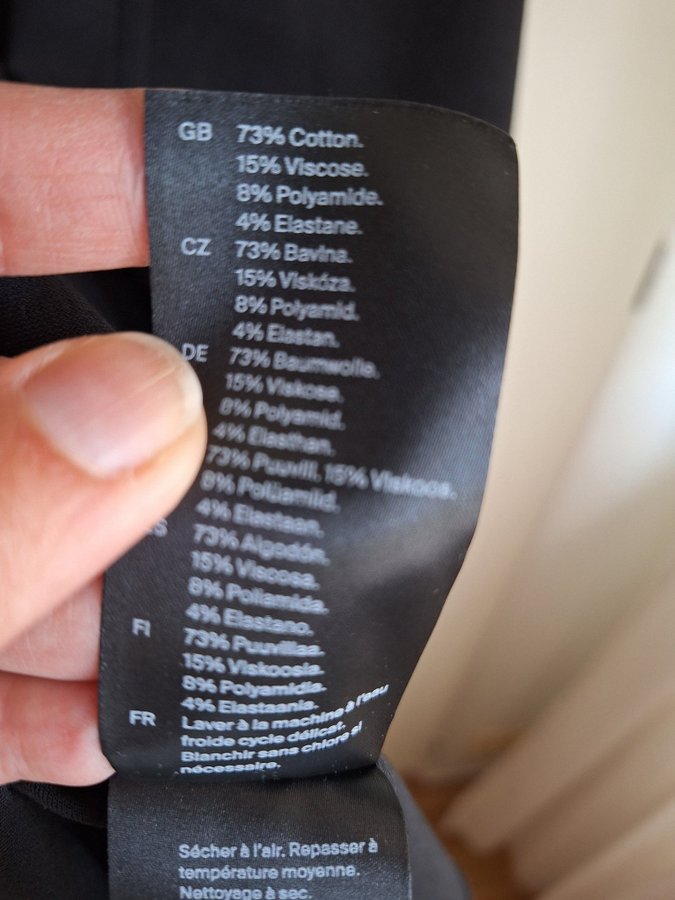 GB 73% Cotton.
15% Viscose.
8% Polyamide.
4% Elastane.
CZ 73% Bavlna.
15% Viskóza.
8% Polyamid.
4% Elastan.
DE 73% Baumwolle.
15% Viskose.
8% Polyamid.
4% Elasthan.
73% Puuvill, 15% Viskoos.
8% Polüamiid.
4% Elastaan.
ES 73% Algodón.
15% Viscosa.
8% Poliamida.
4% Elastano.
FI 73% Puuvillaa.
15% Viskoosia.
8% Polyamidia.
4% Elastaania.
FR Laver à la machine à l'eau
froide cycle délicat.
Blanchir sans chlore si
nécessaire.
Sécher à l'air. Repasser à
température moyenne.
Nettoyage à sec.